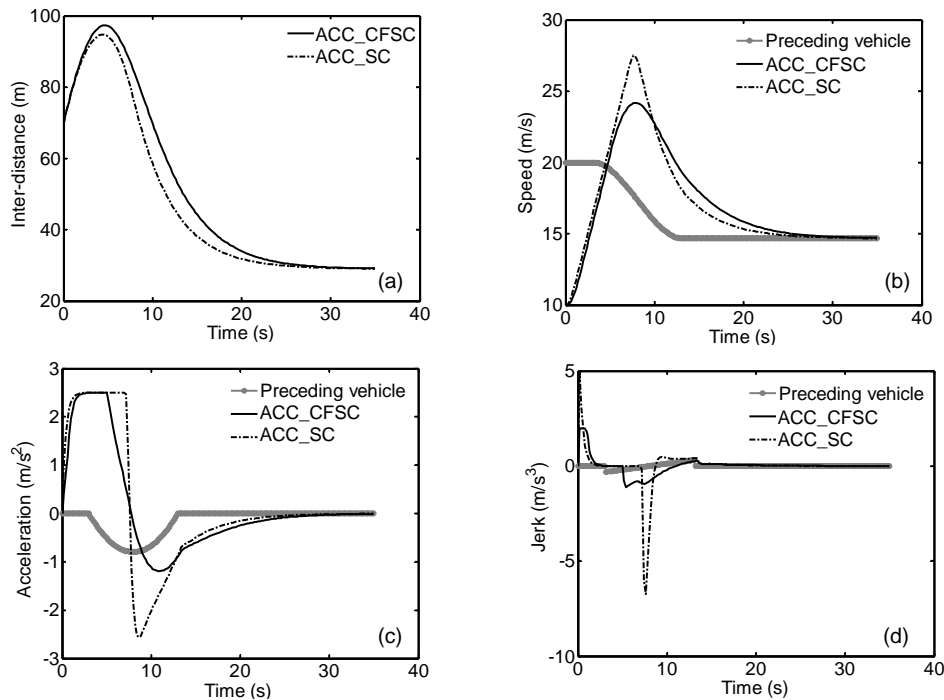 100
80
60
40
20
0
10
20
30
40
Inter-distance (m)
Time (s)
ACC_CFSC
ACC_SC
(a)
30
25
20
15
10
0
10
20
30
40
Speed (m/s)
Time (s)
Preceding vehicle
ACC_CFSC
ACC_SC
(b)
3
2
1
0
-1
-2
-3
0
10
20
30
40
Acceleration (m/s²)
Time (s)
Preceding vehicle
ACC_CFSC
ACC_SC
(c)
5
0
-5
-10
0
10
20
30
40
Jerk (m/s³)
Time (s)
Preceding vehicle
ACC_CFSC
ACC_SC
(d)